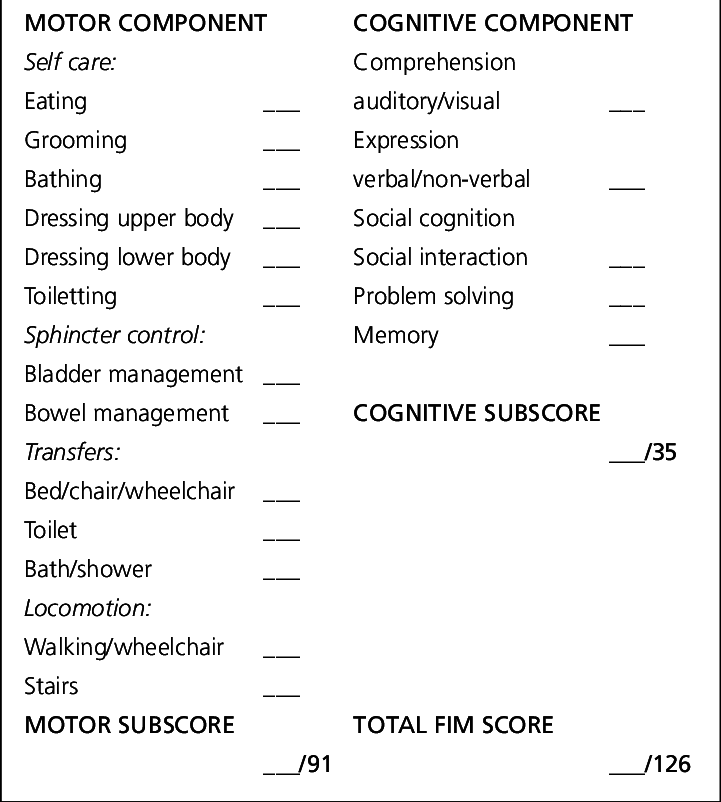 MOTOR COMPONENT
Self care:
Eating ___
Grooming ___
Bathing ___
Dressing upper body ___
Dressing lower body ___
Toiletting ___
Sphincter control:
Bladder management ___
Bowel management ___
Transfers:
Bed/chair/wheelchair ___
Toilet ___
Bath/shower ___
Locomotion:
Walking/wheelchair ___
Stairs ___
MOTOR SUBSCORE
___/91
COGNITIVE COMPONENT
Comprehension
auditory/visual ___
Expression
verbal/non-verbal ___
Social cognition
Social interaction ___
Problem solving ___
Memory ___
COGNITIVE SUBSCORE
___/35
TOTAL FIM SCORE
___/126